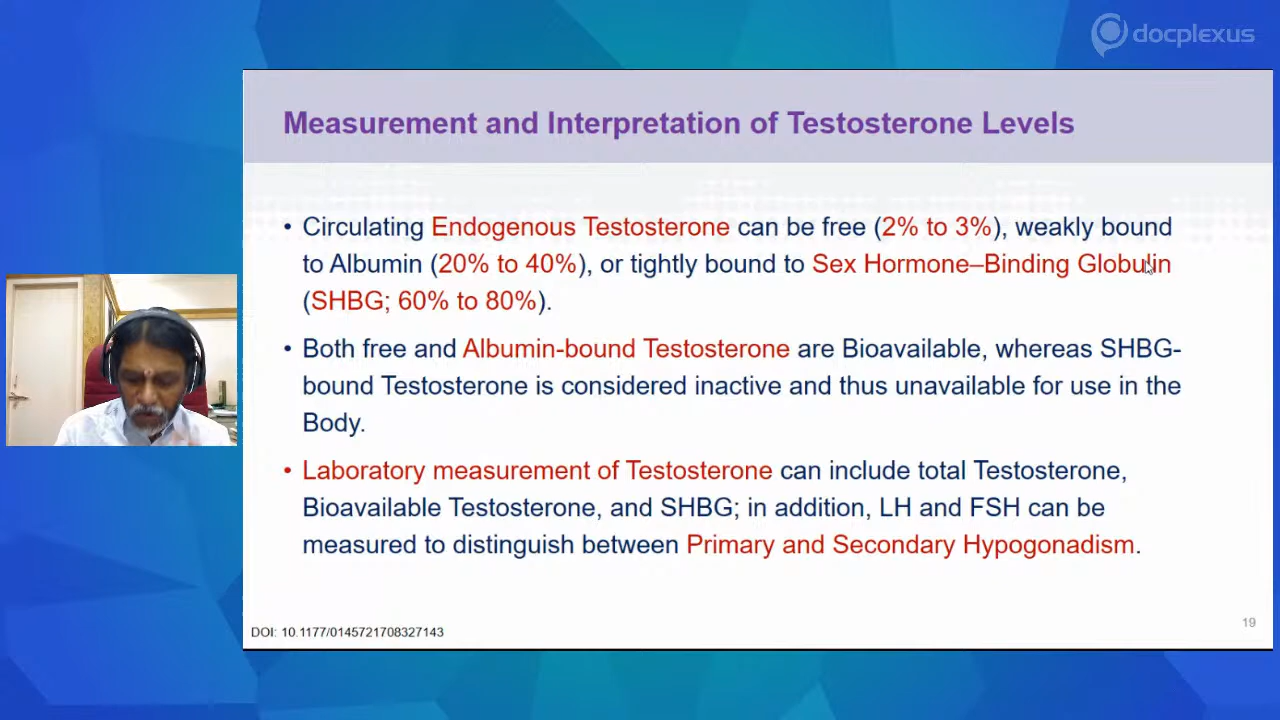 docplexus
Measurement and Interpretation of Testosterone Levels
• Circulating Endogenous Testosterone can be free (2% to 3%), weakly bound
to Albumin (20% to 40%), or tightly bound to Sex Hormone–Binding Globulin
(SHBG; 60% to 80%).
• Both free and Albumin-bound Testosterone are Bioavailable, whereas SHBG-
bound Testosterone is considered inactive and thus unavailable for use in the
Body.
• Laboratory measurement of Testosterone can include total Testosterone,
Bioavailable Testosterone, and SHBG; in addition, LH and FSH can be
measured to distinguish between Primary and Secondary Hypogonadism.
19
DOI: 10.1177/0145721708327143